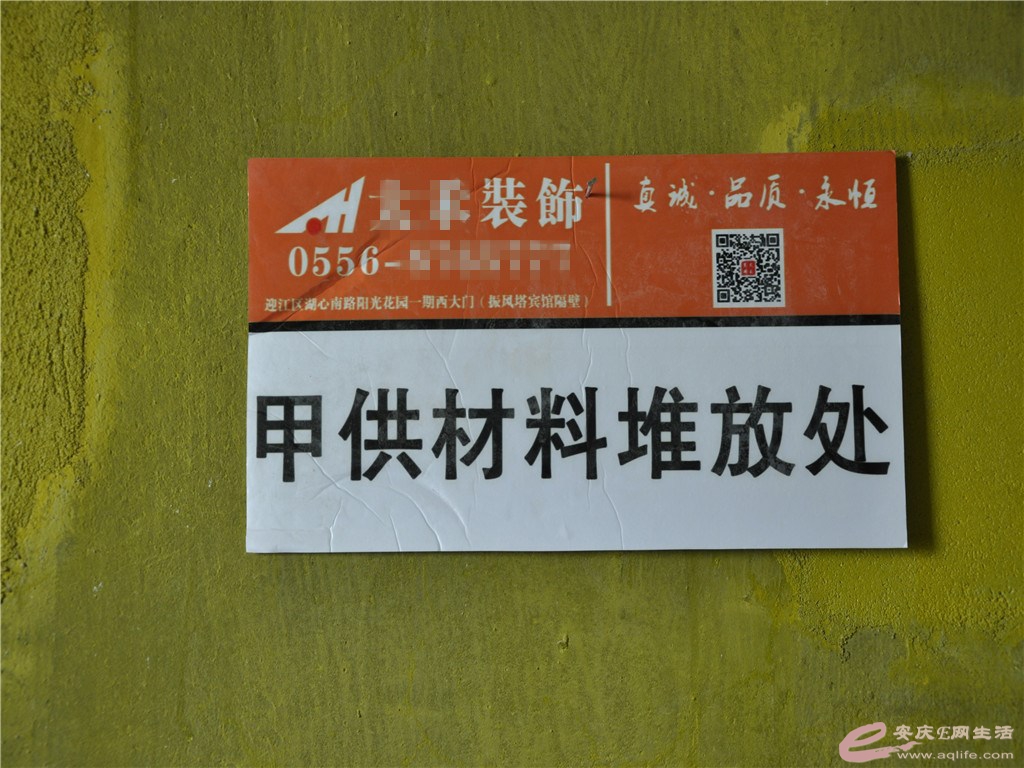 裝飾
真诚·品质·永恒
0556-
迎江区湖心南路阳光花园一期西大门(振风塔宾馆隔壁)
甲供材料堆放处
安庆E网生活
www.aqlife.com